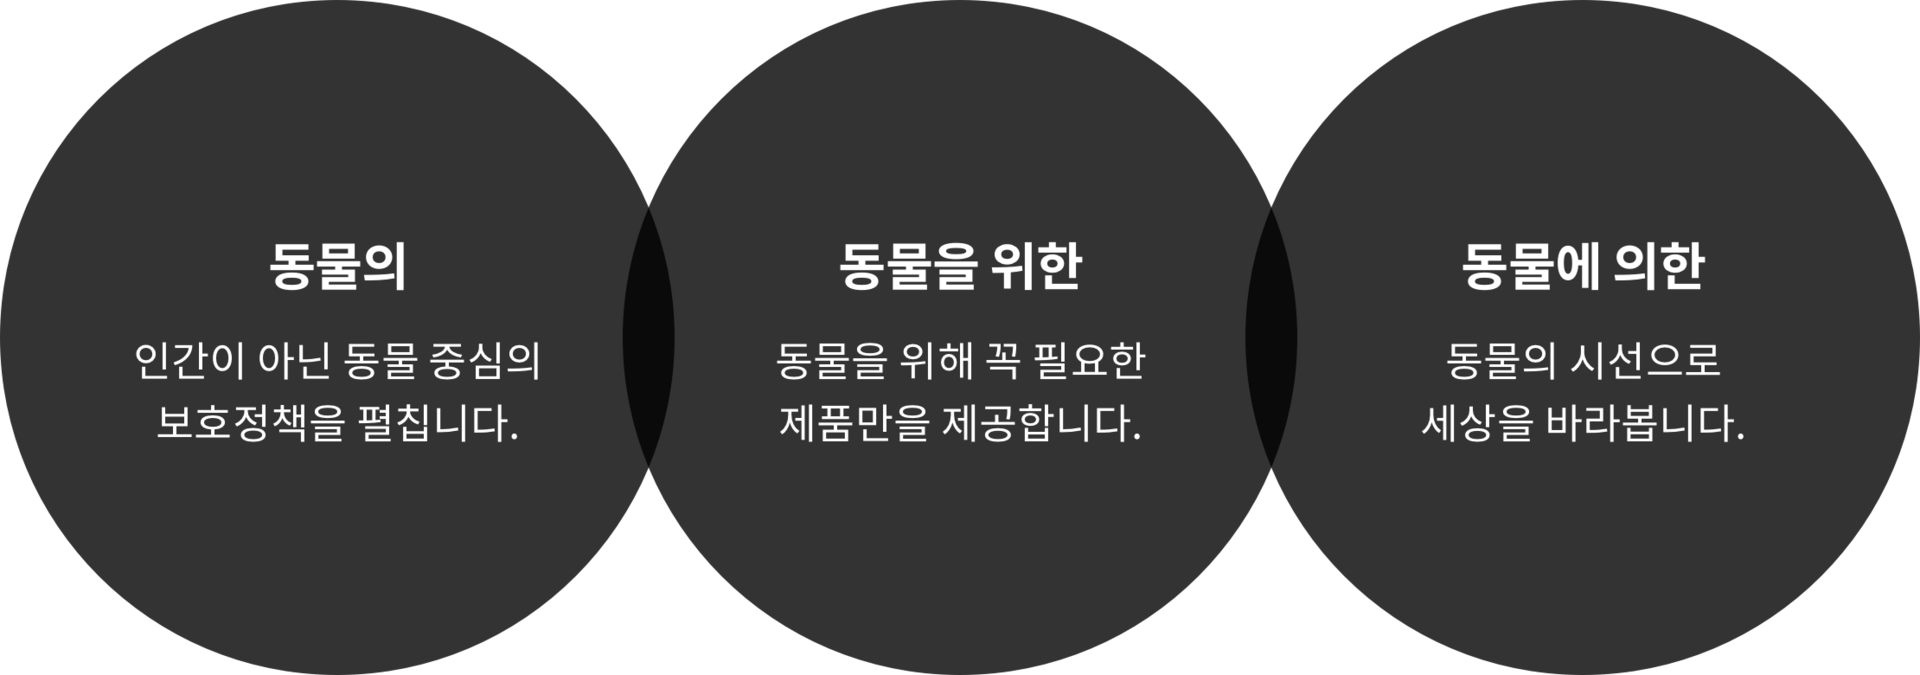 동물의
인간이 아닌 동물 중심의
보호정책을 펼칩니다.
동물을 위한
동물을 위해 꼭 필요한
제품만을 제공합니다.
동물에 의한
동물의 시선으로
세상을 바라봅니다.